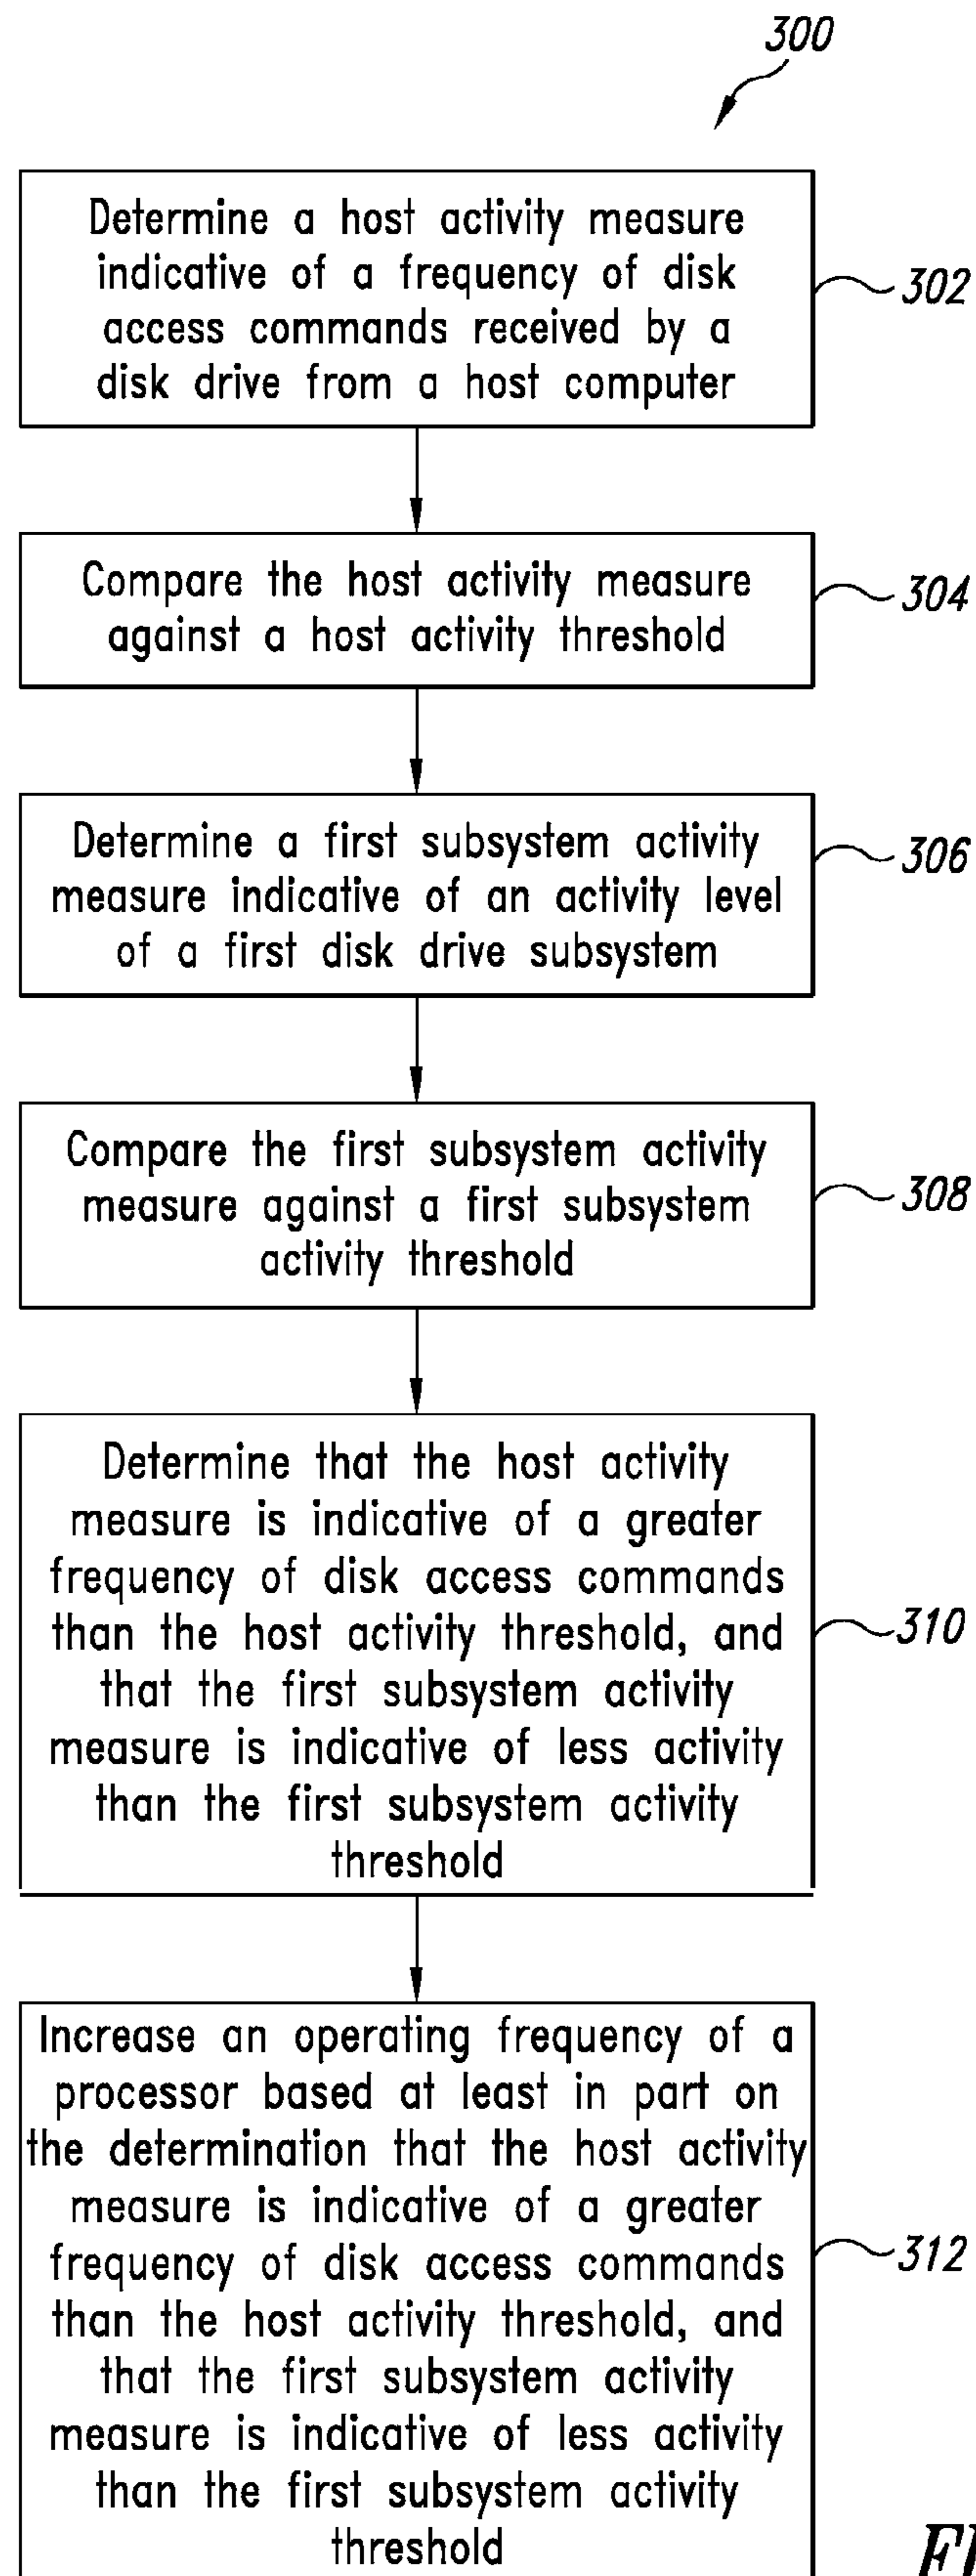 300
Determine a host activity measure
indicative of a frequency of disk
access commands received by a
disk drive from a host computer
302
Compare the host activity measure
against a host activity threshold
304
Determine a first subsystem activity
measure indicative of an activity level
of a first disk drive subsystem
306
Compare the first subsystem activity
measure against a first subsystem
activity threshold
308
Determine that the host activity
measure is indicative of a greater
frequency of disk access commands
than the host activity threshold, and
that the first subsystem activity
measure is indicative of less activity
than the first subsystem activity
threshold
310
Increase an operating frequency of a
processor based at least in part on
the determination that the host activity
measure is indicative of a greater
frequency of disk access commands
than the host activity threshold, and
that the first subsystem activity
measure is indicative of less activity
than the first subsystem activity
threshold
312